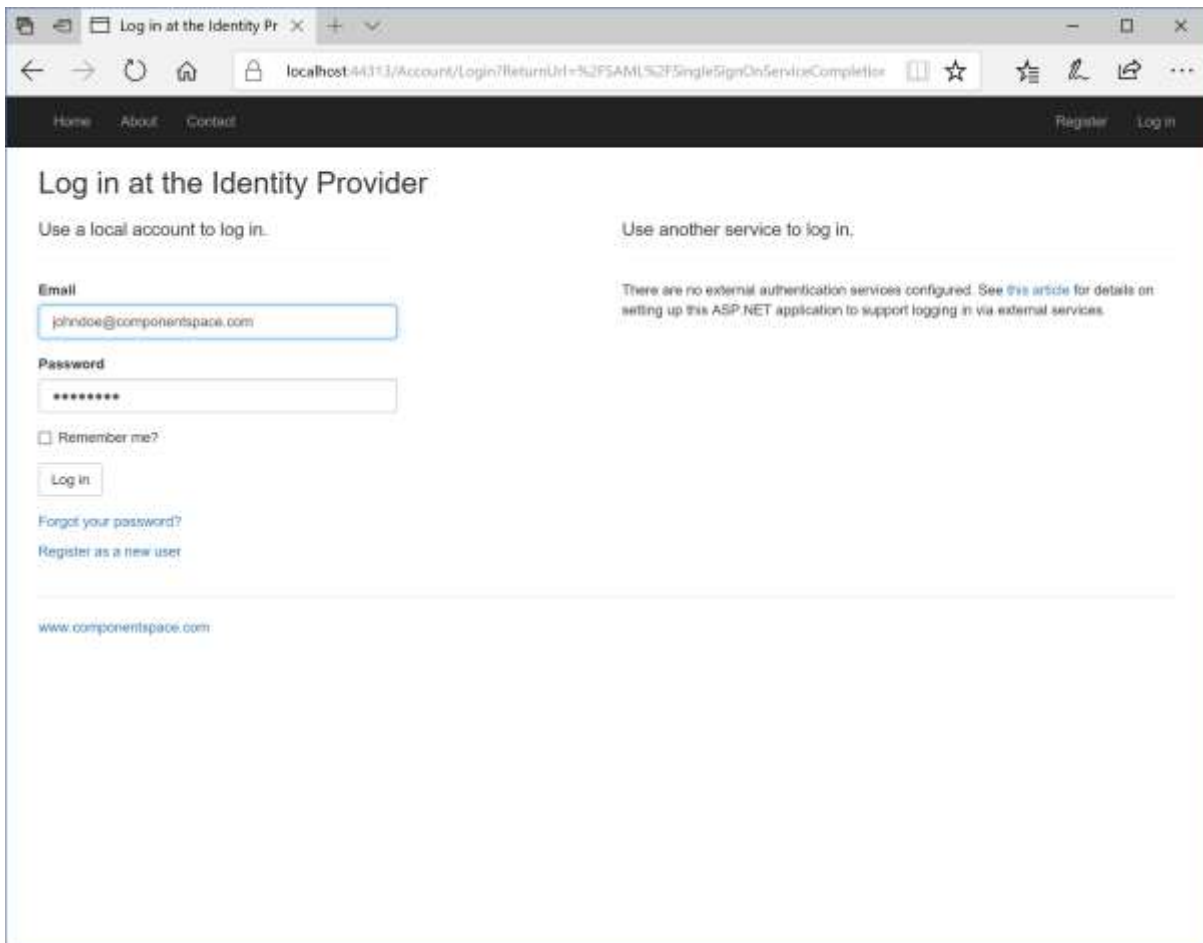 Log in at the Identity Pr
localhost:44313/Account/Login?ReturnUrl=%2FSAML%2FSingleSignOnServiceCompletion
Home About Contact Register Log in
Log in at the Identity Provider
Use a local account to log in.
Use another service to log in.
Email
johndoe@componentspace.com
There are no external authentication services configured. See this article for details on
setting up this ASP.NET application to support logging in via external services.
Password
Remember me?
Log in
Forgot your password?
Register as a new user
www.componentspace.com